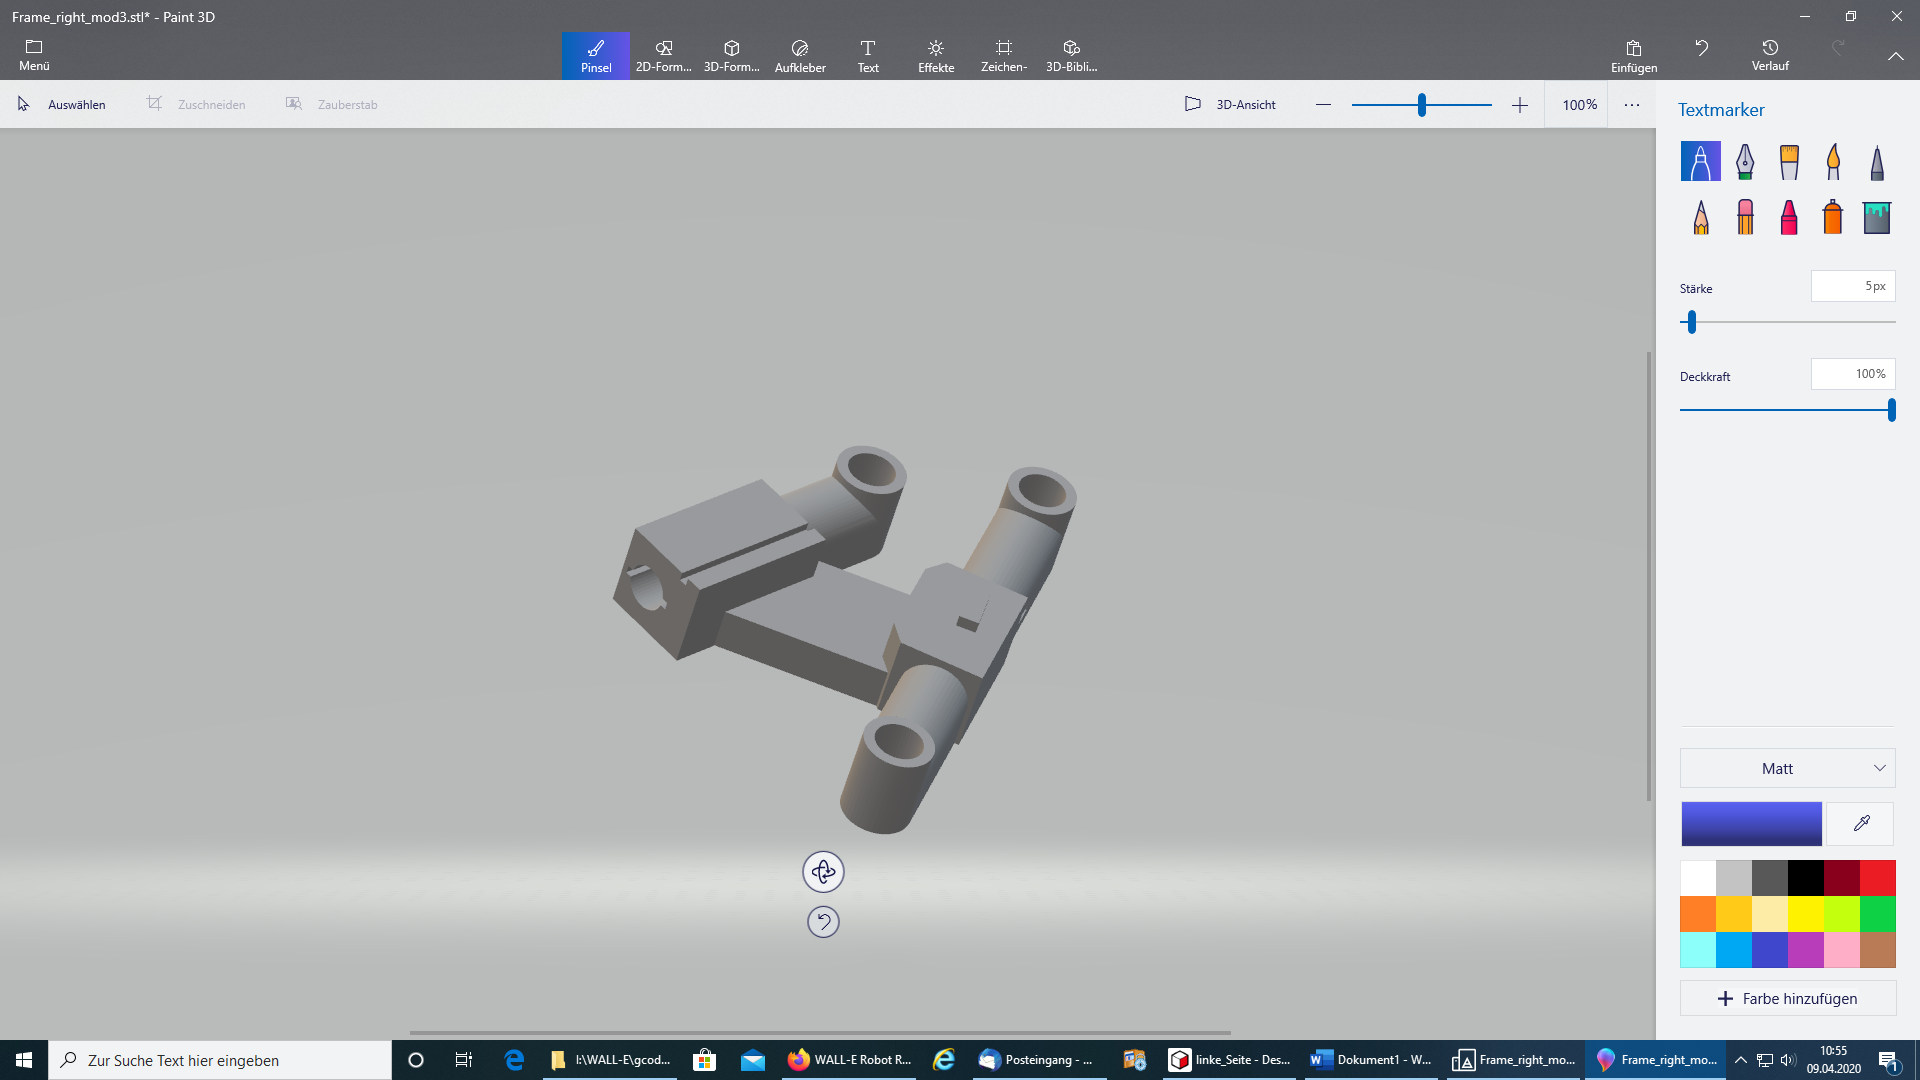 Frame_right_mod3.stl* - Paint 3D
Menü
Pinsel
2D-Form...
3D-Form...
Aufkleber
Text
Effekte
Zeichen-
3D-Bibli...
Einfügen
Verlauf
Auswählen
Zuschneiden
Zauberstab
3D-Ansicht
100%
Textmarker
Stärke
5px
Deckkraft
100%
Matt
Farbe hinzufügen
Zur Suche Text hier eingeben
I:\WALL-E\gcod...
WALL-E Robot R...
Posteingang - ...
linke_Seite - Des...
Dokument1 - W...
Frame_right_mo...
Frame_right_mo...
10:55
09.04.2020
1